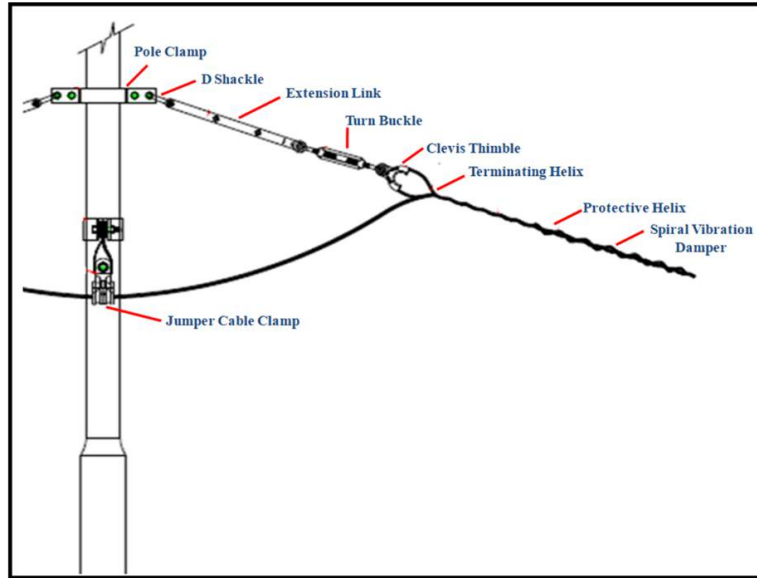 Pole Clamp
D Shackle
Extension Link
Turn Buckle
Clevis Thimble
Terminating Helix
Protective Helix
Spiral Vibration
Damper
Jumper Cable Clamp